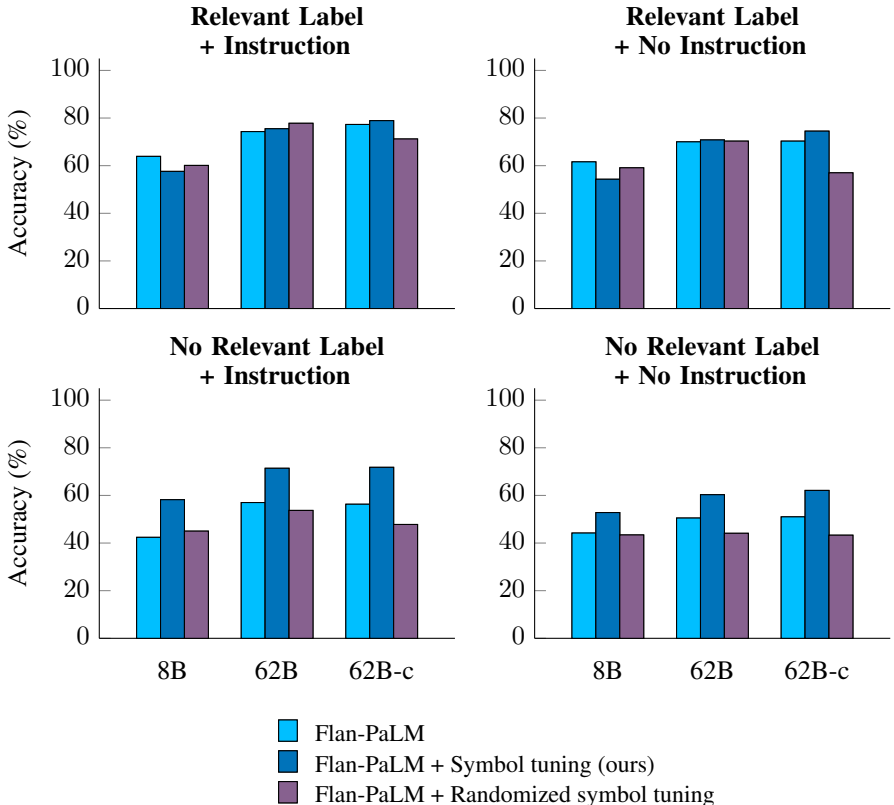 Relevant Label
+ Instruction
Relevant Label
+ No Instruction
100
80
60
40
20
0
Accuracy (%)
100
80
60
40
20
0
No Relevant Label
+ Instruction
No Relevant Label
+ No Instruction
100
80
60
40
20
0
Accuracy (%)
8B
62B
62B-c
100
80
60
40
20
0
8B
62B
62B-c
Flan-PaLM
Flan-PaLM + Symbol tuning (ours)
Flan-PaLM + Randomized symbol tuning